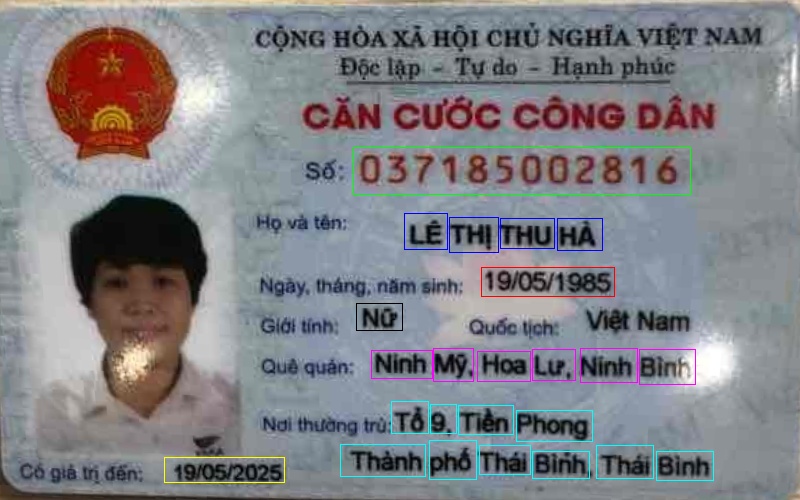 CỘNG HÒA XÃ HỘI CHỦ NGHĨA VIỆT NAM
Độc lập - Tự do - Hạnh phúc
CĂN CƯỚC CÔNG DÂN
Số: 037185002816
Họ và tên: LÊ THỊ THU HÀ
Ngày, tháng, năm sinh: 19/05/1985
Giới tính: Nữ Quốc tịch: Việt Nam
Quê quán: Ninh Mỹ, Hoa Lư, Ninh Bình
Nơi thường trú: Tổ 9, Tiền Phong
Thành phố Thái Bình, Thái Bình
Có giá trị đến: 19/05/2025